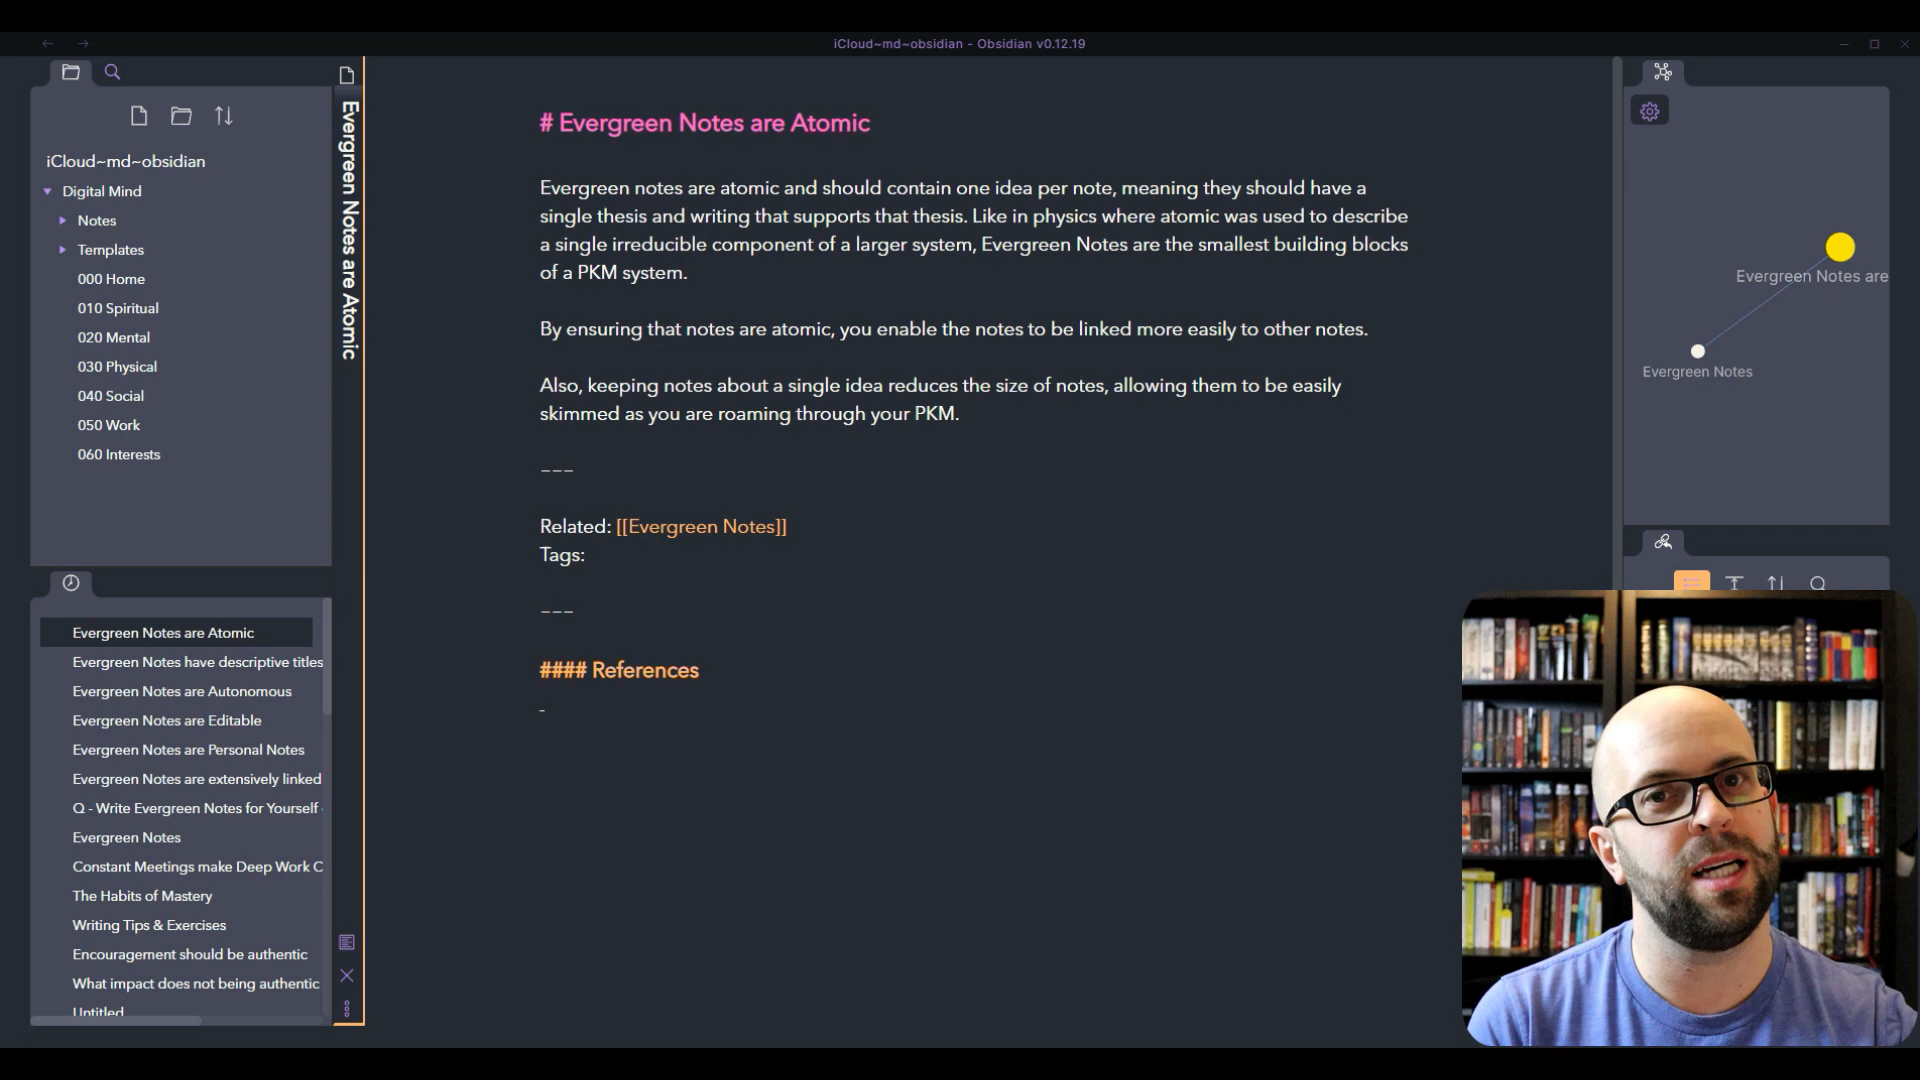 iCloud~md~obsidian - Obsidian v0.12.19
iCloud~md~obsidian
Digital Mind
Notes
Templates
000 Home
010 Spiritual
020 Mental
030 Physical
040 Social
050 Work
060 Interests
Evergreen Notes are Atomic
Evergreen Notes have descriptive titles
Evergreen Notes are Autonomous
Evergreen Notes are Editable
Evergreen Notes are Personal Notes
Evergreen Notes are extensively linked
Q - Write Evergreen Notes for Yourself
Evergreen Notes
Constant Meetings make Deep Work C
The Habits of Mastery
Writing Tips & Exercises
Encouragement should be authentic
What impact does not being authentic
Untitled
Evergreen Notes are Atomic
# Evergreen Notes are Atomic
Evergreen notes are atomic and should contain one idea per note, meaning they should have a
single thesis and writing that supports that thesis. Like in physics where atomic was used to describe
a single irreducible component of a larger system, Evergreen Notes are the smallest building blocks
of a PKM system.
By ensuring that notes are atomic, you enable the notes to be linked more easily to other notes.
Also, keeping notes about a single idea reduces the size of notes, allowing them to be easily
skimmed as you are roaming through your PKM.
---
Related: [[Evergreen Notes]]
Tags:
---
#### References
-
Evergreen Notes are
Evergreen Notes